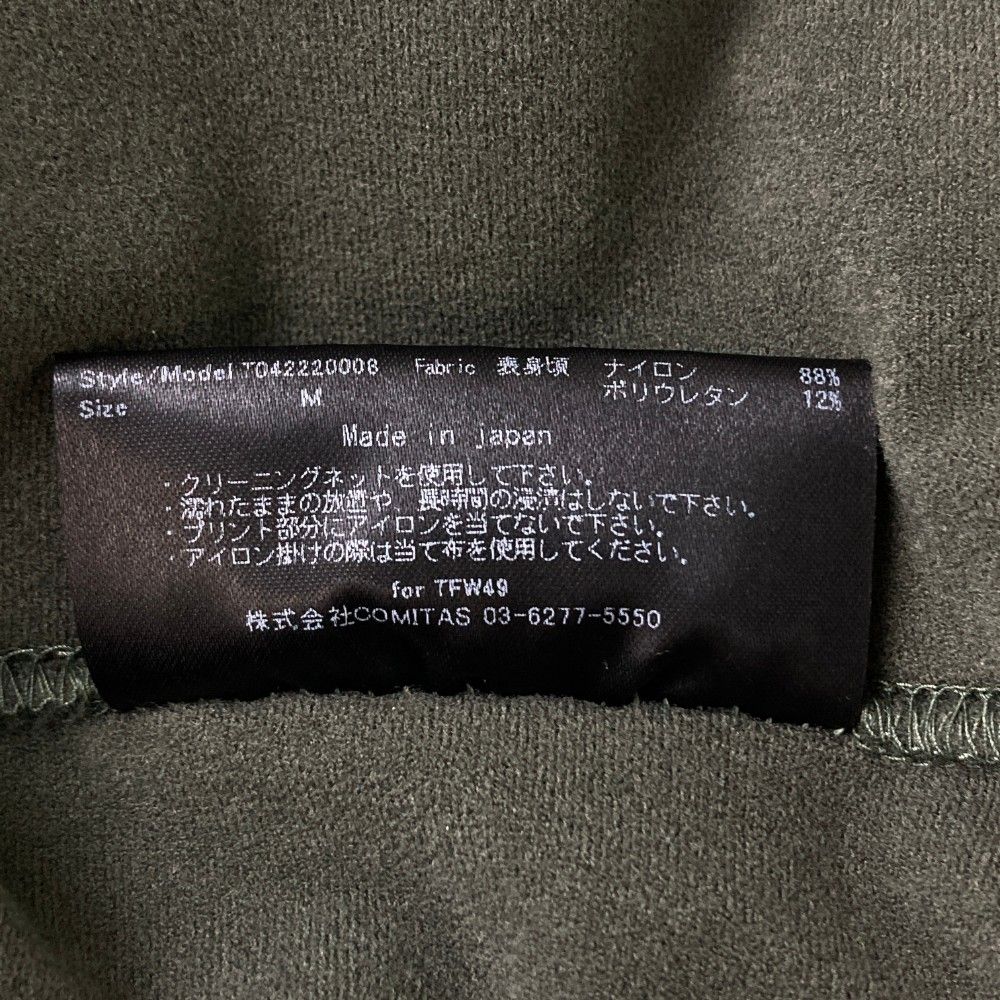 Style/Model T042220008 Fabric 表身頃 ナイロン 88%
Size M ポリウレタン 12%
Made in japan
・クリーニングネットを使用して下さい。
・濡れたままの放置や、長時間の浸漬はしないで下さい。
・プリント部分にアイロンを当てないで下さい。
・アイロン掛けの際は当て布を使用してください。
for TFW49
株式会社COMITAS 03-6277-5550